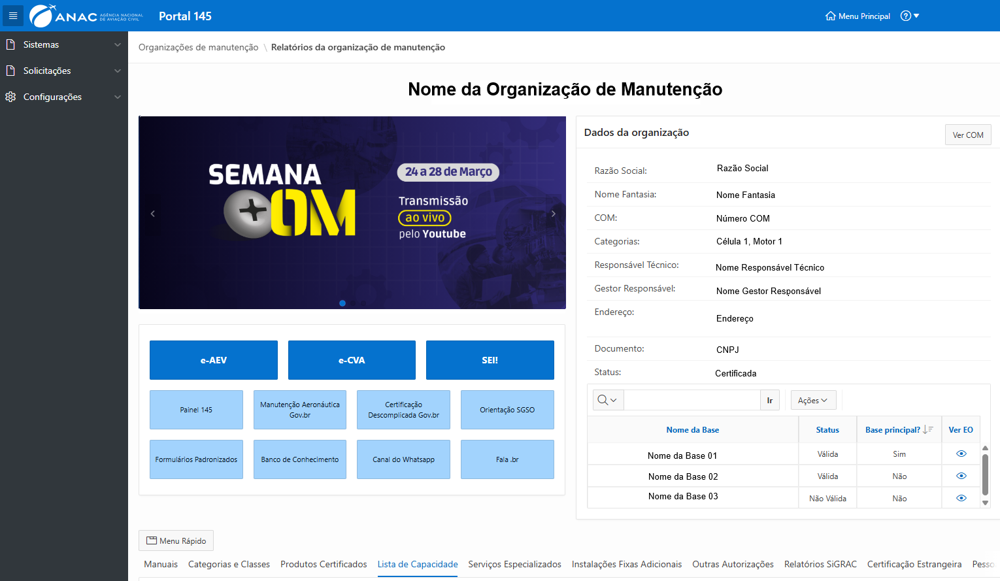 ANAC AGÊNCIA NACIONAL
DE AVIAÇÃO CIVIL
Portal 145
Menu Principal
?
Sistemas
Solicitações
Configurações
Organizações de manutenção \ Relatórios da organização de manutenção
Nome da Organização de Manutenção
SEMANA
COM
24 a 28 de Março
Transmissão
ao vivo
pelo Youtube
e-AEV
e-CVA
SEI!
Painel 145
Manutenção Aeronáutica
Gov.br
Certificação
Descomplicada Gov.br
Orientação SGSO
Formulários Padronizados
Banco de Conhecimento
Canal do Whatsapp
Fala .br
Dados da organização
Ver COM
Razão Social: Razão Social
Nome Fantasia: Nome Fantasia
COM: Número COM
Categorias: Célula 1, Motor 1
Responsável Técnico: Nome Responsável Técnico
Gestor Responsável: Nome Gestor Responsável
Endereço: Endereço
Documento: CNPJ
Status: Certificada
Ir
Ações
Nome da Base Status Base principal? Ver EO
Nome da Base 01 Válida Sim
Nome da Base 02 Válida Não
Nome da Base 03 Não Válida Não
Menu Rápido
Manuais Categorias e Classes Produtos Certificados Lista de Capacidade Serviços Especializados Instalações Fixas Adicionais Outras Autorizações Relatórios SiGRAC Certificação Estrangeira Pesso